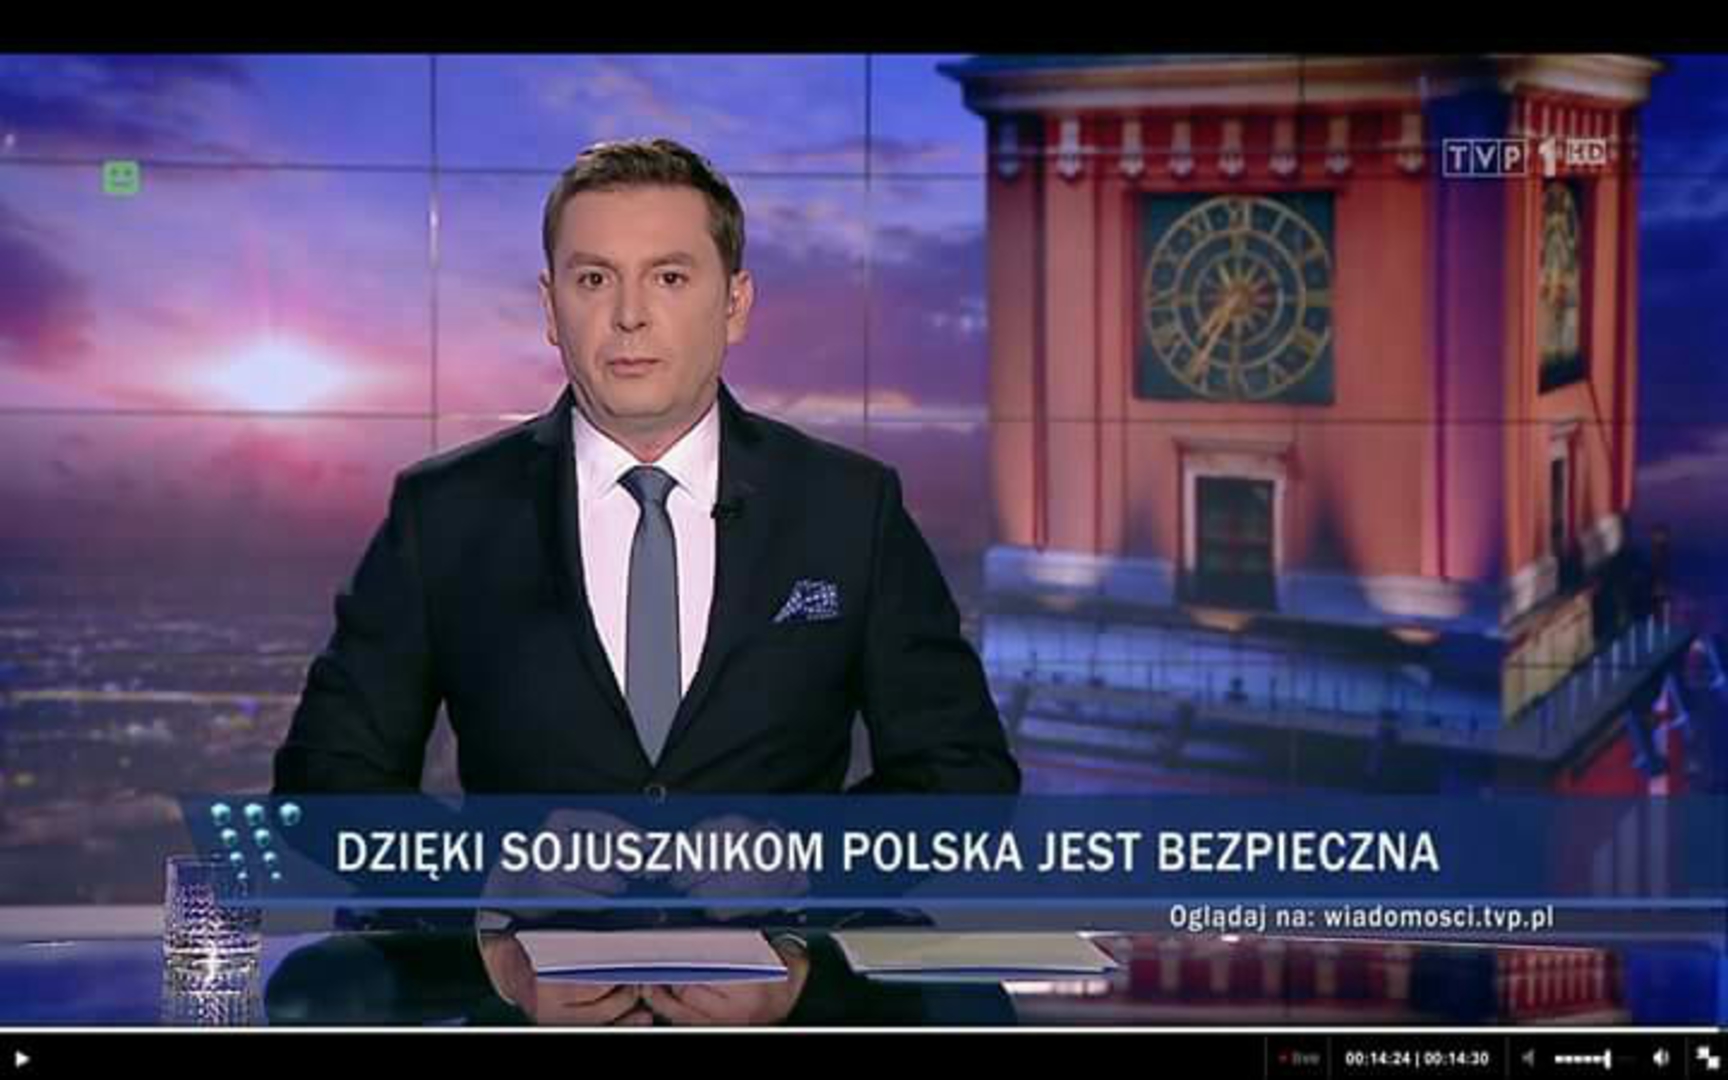 TVP 1 HD
DZIĘKI SOJUSZNIKOM POLSKA JEST BEZPIECZNA
Oglądaj na: wiadomosci.tvp.pl
live 00:14:24 | 00:14:30